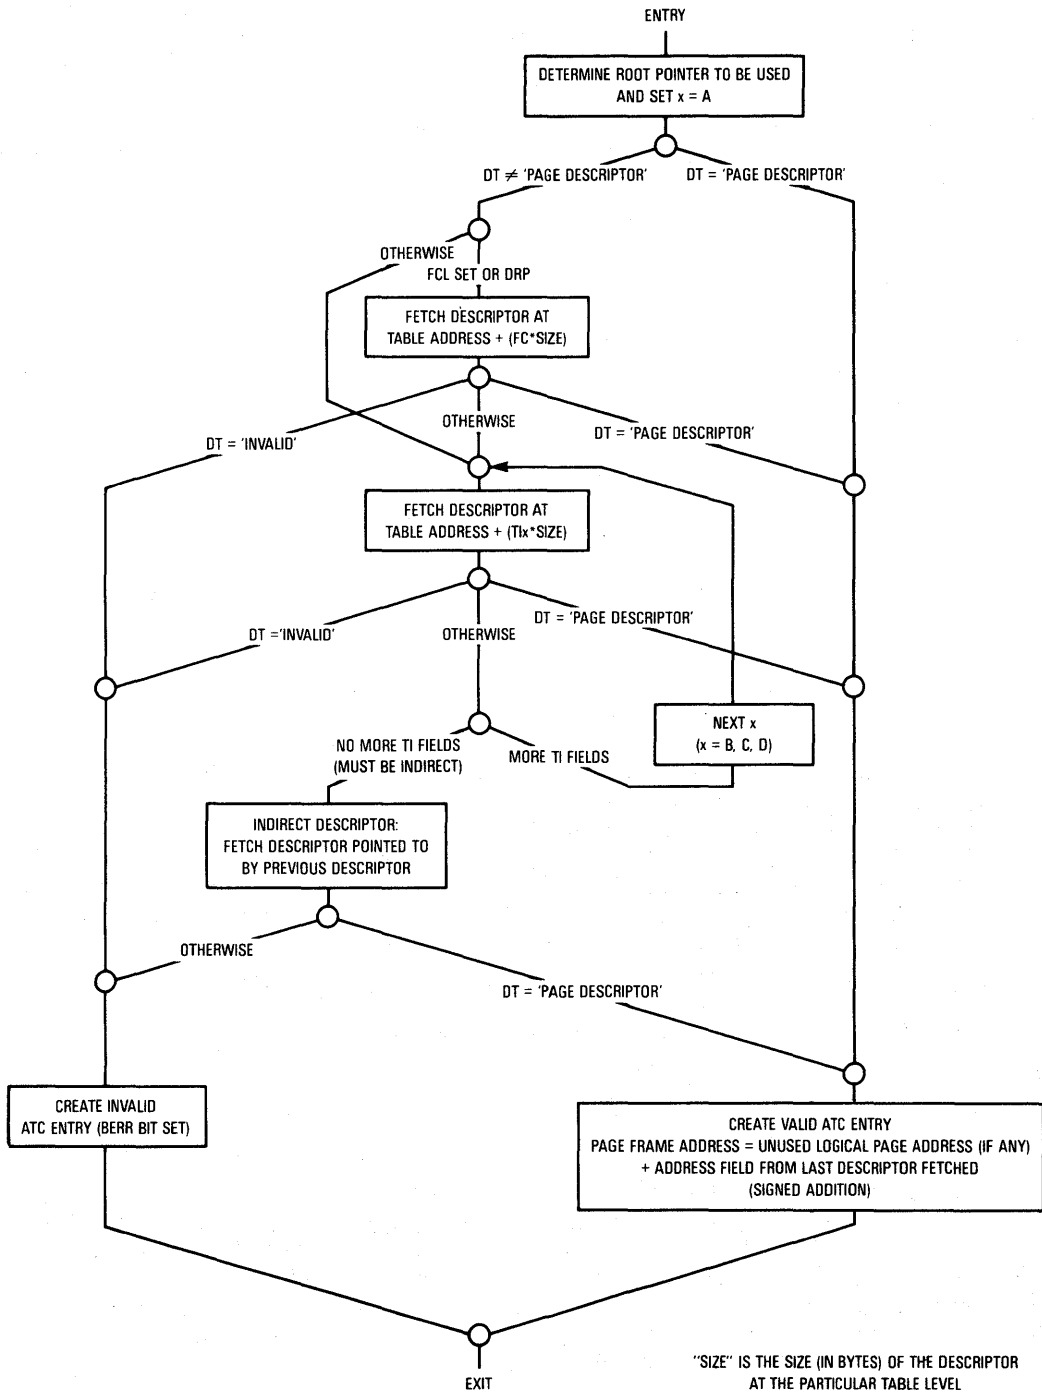 ENTRY
DETERMINE ROOT POINTER TO BE USED
AND SET x = A
DT ≠ 'PAGE DESCRIPTOR'
DT = 'PAGE DESCRIPTOR'
OTHERWISE
FCL SET OR DRP
FETCH DESCRIPTOR AT
TABLE ADDRESS + (FC*SIZE)
OTHERWISE
DT = 'PAGE DESCRIPTOR'
DT = 'INVALID'
FETCH DESCRIPTOR AT
TABLE ADDRESS + (TIx*SIZE)
DT = 'PAGE DESCRIPTOR'
DT ='INVALID'
OTHERWISE
NEXT x
(x = B, C, D)
NO MORE TI FIELDS
(MUST BE INDIRECT)
MORE TI FIELDS
INDIRECT DESCRIPTOR:
FETCH DESCRIPTOR POINTED TO
BY PREVIOUS DESCRIPTOR
OTHERWISE
DT = 'PAGE DESCRIPTOR'
CREATE INVALID
ATC ENTRY (BERR BIT SET)
CREATE VALID ATC ENTRY
PAGE FRAME ADDRESS = UNUSED LOGICAL PAGE ADDRESS (IF ANY)
+ ADDRESS FIELD FROM LAST DESCRIPTOR FETCHED
(SIGNED ADDITION)
"SIZE" IS THE SIZE (IN BYTES) OF THE DESCRIPTOR
AT THE PARTICULAR TABLE LEVEL
EXIT